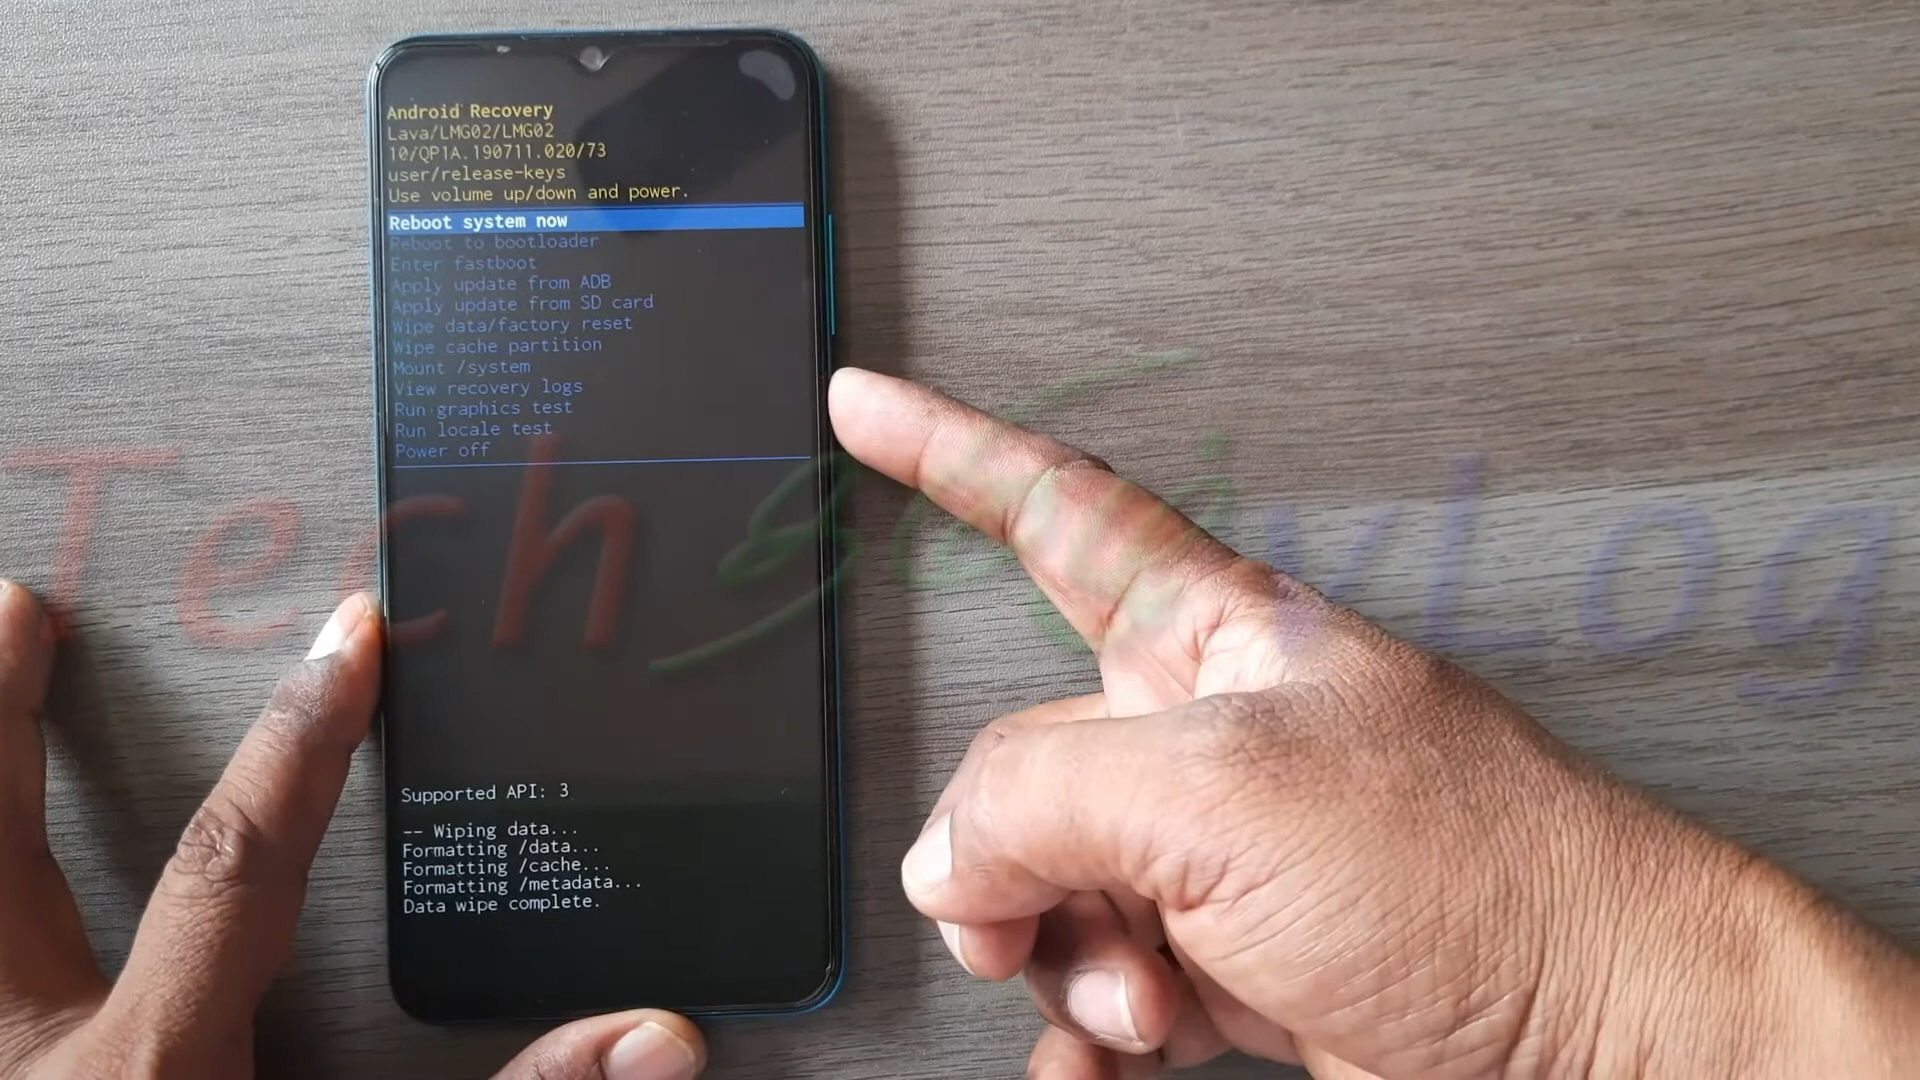 Android Recovery
Lava/LMG02/LMG02
10/QP1A.190711.020/73
user/release-keys
Use volume up/down and power.
Reboot system now
Reboot to bootloader
Enter fastboot
Apply update from ADB
Apply update from SD card
Wipe data/factory reset
Wipe cache partition
Mount /system
View recovery logs
Run graphics test
Run locale test
Power off
Supported API: 3
-- Wiping data...
Formatting /data...
Formatting /cache...
Formatting /metadata...
Data wipe complete.
Tech
vLog